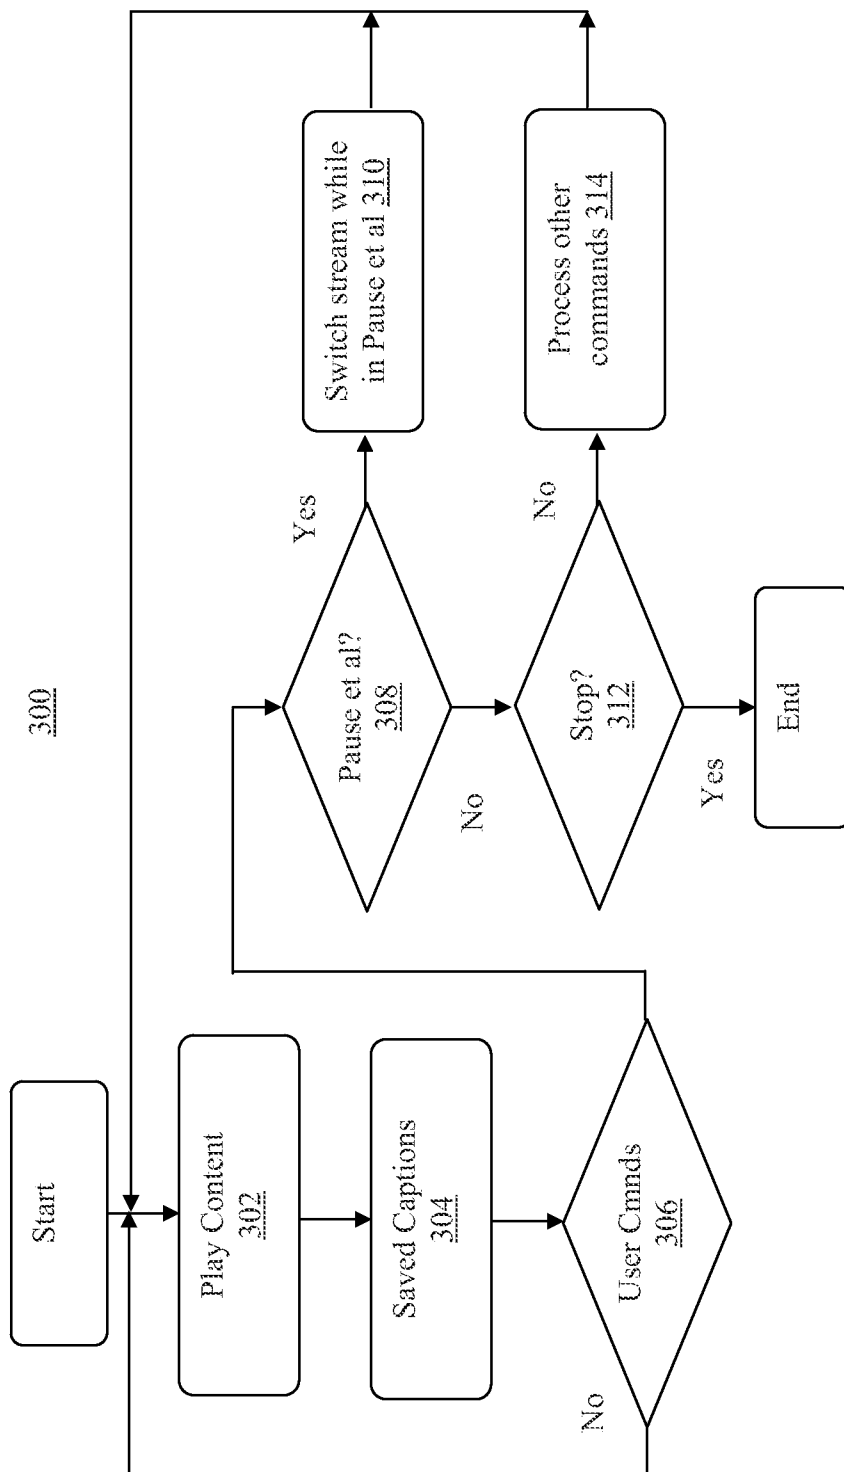 300
Start
Play Content
302
Saved Captions
304
User Cmnds
306
No
Pause et al?
308
Yes
Switch stream while
in Pause et al 310
No
Stop?
312
No
Process other
commands 314
Yes
End